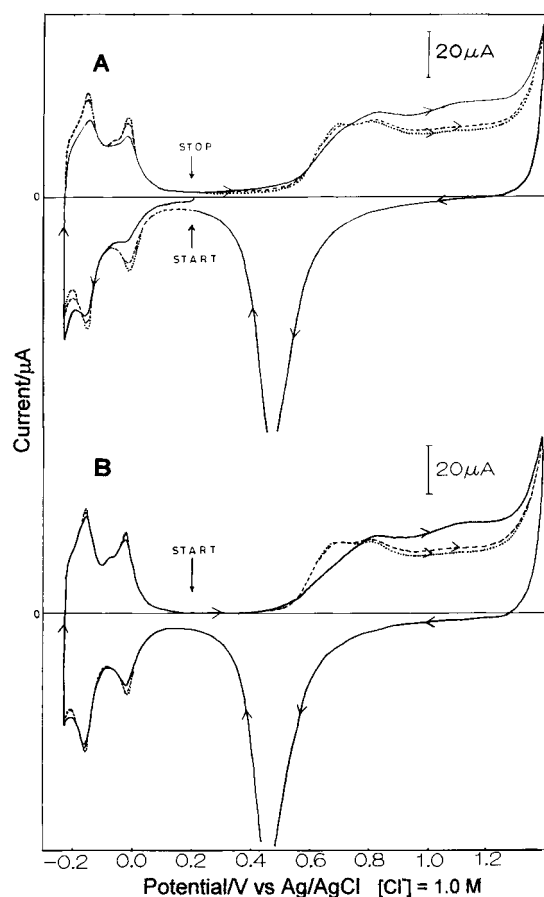 A
20μA
STOP
0
START
Current/μA
B
20μA
START
0
−0.2 0.0 0.2 0.4 0.6 0.8 1.0 1.2
Potential/V vs Ag/AgCl [Cl⁻] = 1.0 M